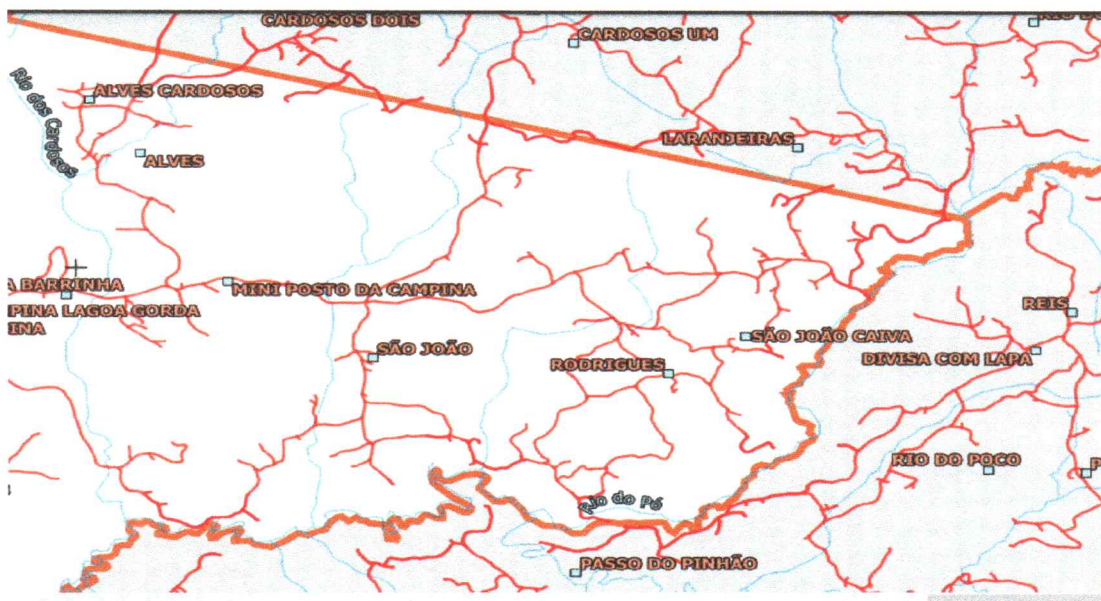 CARDOSOS DOIS
CARDOSOS UM
Rio dos Cardosos
ALVES CARDOSOS
ALVES
LARANJEIRAS
A BARRINHA
MINI POSTO DA CAMPINA
PINA LAGOA GORDA
INA
REIS
SÃO JOÃO
SÃO JOÃO CAIVA
RODRIGUES
DIVISA COM LAPA
RIO DO POCO
Rio do Pó
PASSO DO PINHÃO